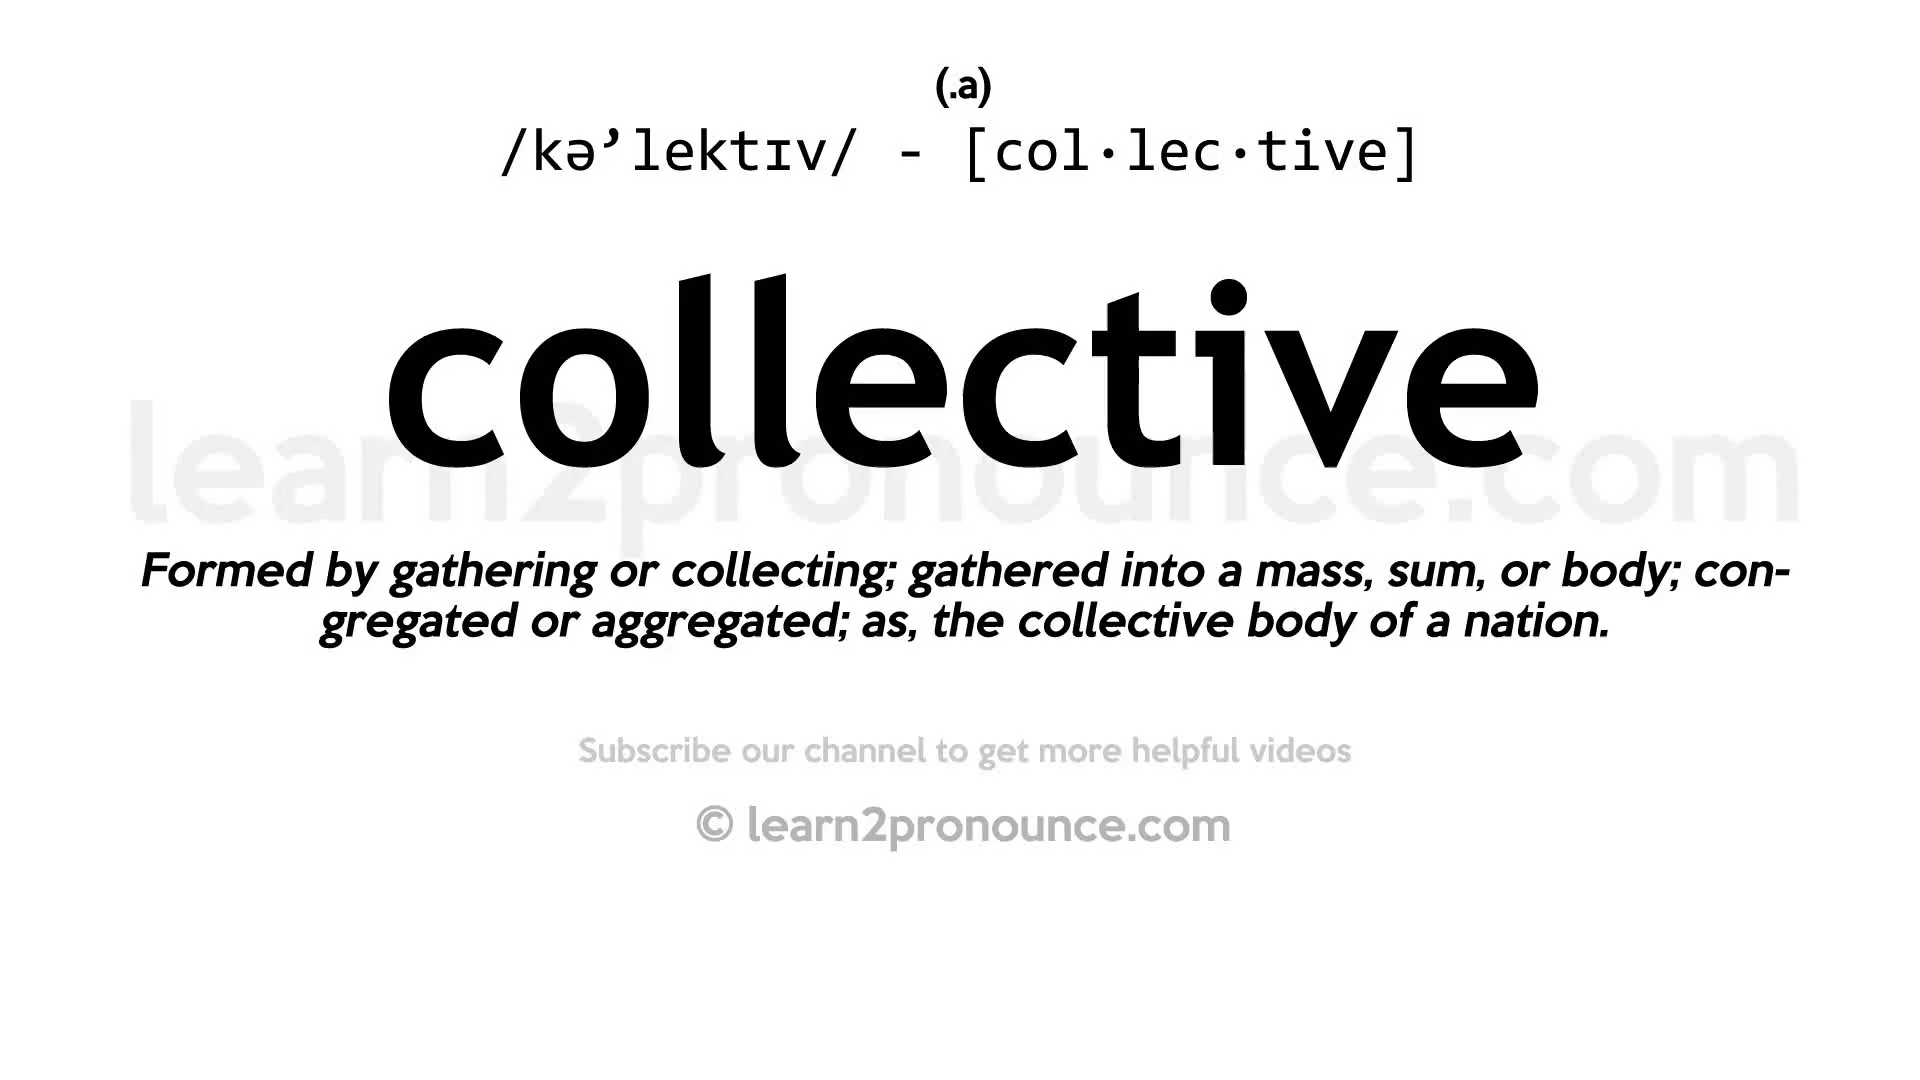 (.a)
/kə’lektɪv/ - [col·lec·tive]
collective
learn2pronounce.com
Formed by gathering or collecting; gathered into a mass, sum, or body; con-
gregated or aggregated; as, the collective body of a nation.
Subscribe our channel to get more helpful videos
© learn2pronounce.com